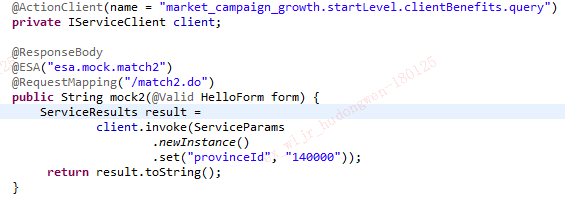 @ActionClient(name = "market_campaign_growth.startLevel.clientBenefits.query")
private IServiceClient client;
@ResponseBody
@ESA("esa.mock.match2")
@RequestMapping("/match2.do")
public String mock2(@Valid HelloForm form) {
ServiceResults result =
client.invoke(ServiceParams
.newInstance()
.set("provinceId", "140000"));
return result.toString();
}